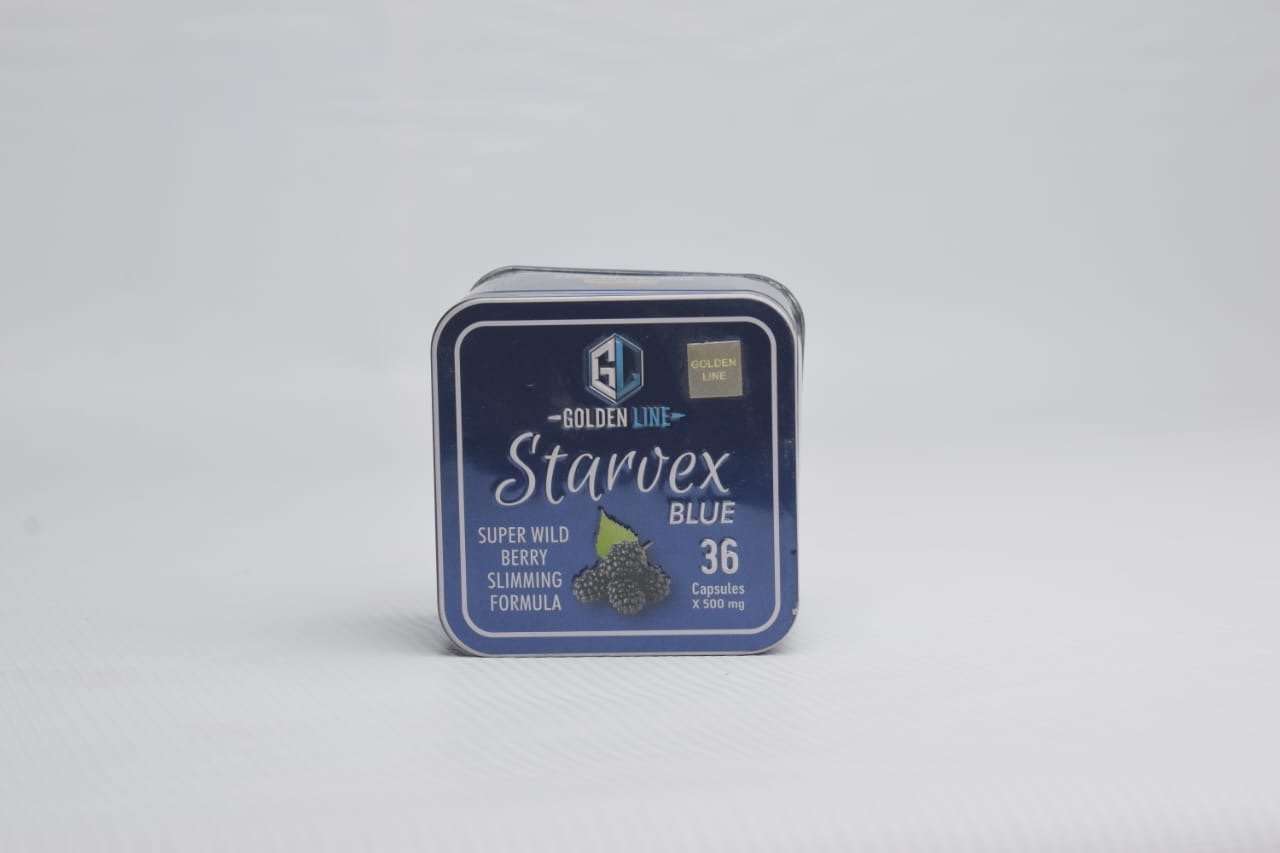 GL
GOLDEN LINE
GOLDEN
LINE
Starvex
BLUE
SUPER WILD
BERRY
SLIMMING
FORMULA
36
Capsules
X 500 mg